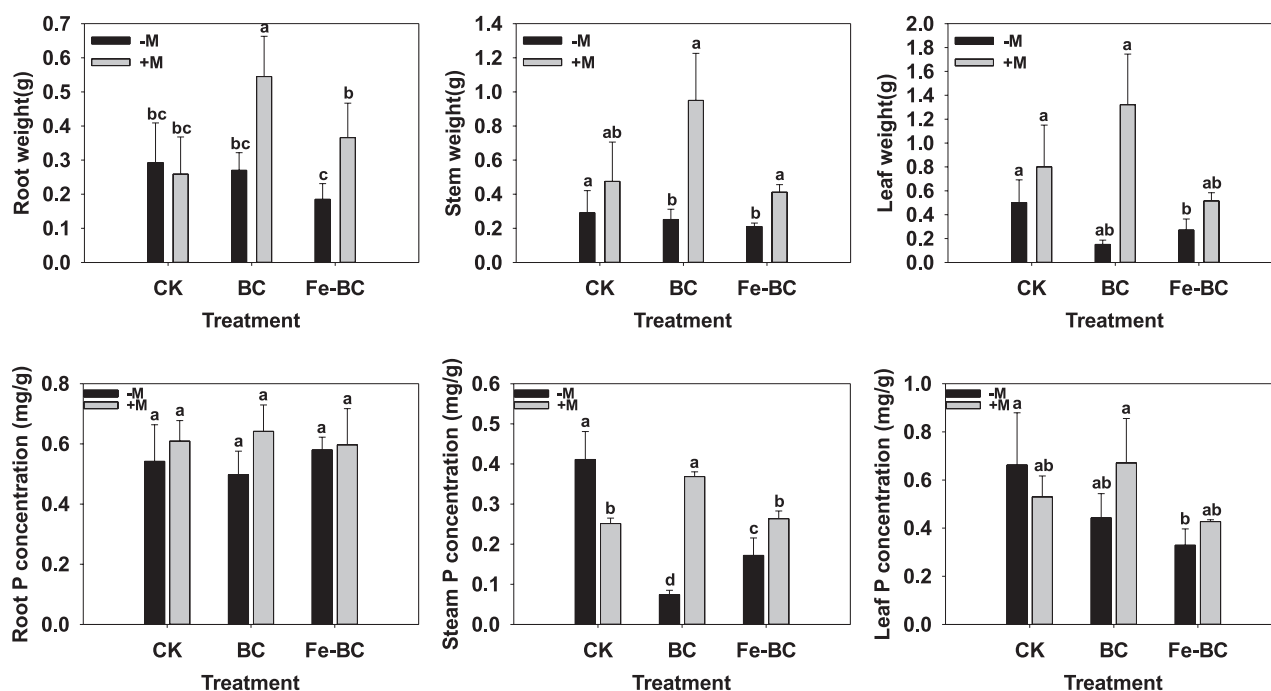 0.7
0.6
0.5
0.4
0.3
0.2
0.1
0.0
Root weight(g)
-M
+M
bc
bc
bc
a
c
b
CK
BC
Fe-BC
Treatment
1.4
1.2
1.0
0.8
0.6
0.4
0.2
0.0
Stem weight(g)
-M
+M
a
ab
b
a
b
a
CK
BC
Fe-BC
Treatment
2.0
1.8
1.6
1.4
1.2
1.0
0.8
0.6
0.4
0.2
0.0
Leaf weight(g)
-M
+M
a
a
ab
a
b
ab
CK
BC
Fe-BC
Treatment
0.8
0.6
0.4
0.2
0.0
Root P concentration (mg/g)
-M
+M
a
a
a
a
a
a
CK
BC
Fe-BC
Treatment
0.6
0.5
0.4
0.3
0.2
0.1
0.0
Steam P concentration (mg/g)
-M
+M
a
b
d
a
c
b
CK
BC
Fe-BC
Treatment
1.0
0.8
0.6
0.4
0.2
0.0
Leaf P concentration (mg/g)
-M
+M
a
ab
ab
a
b
ab
CK
BC
Fe-BC
Treatment